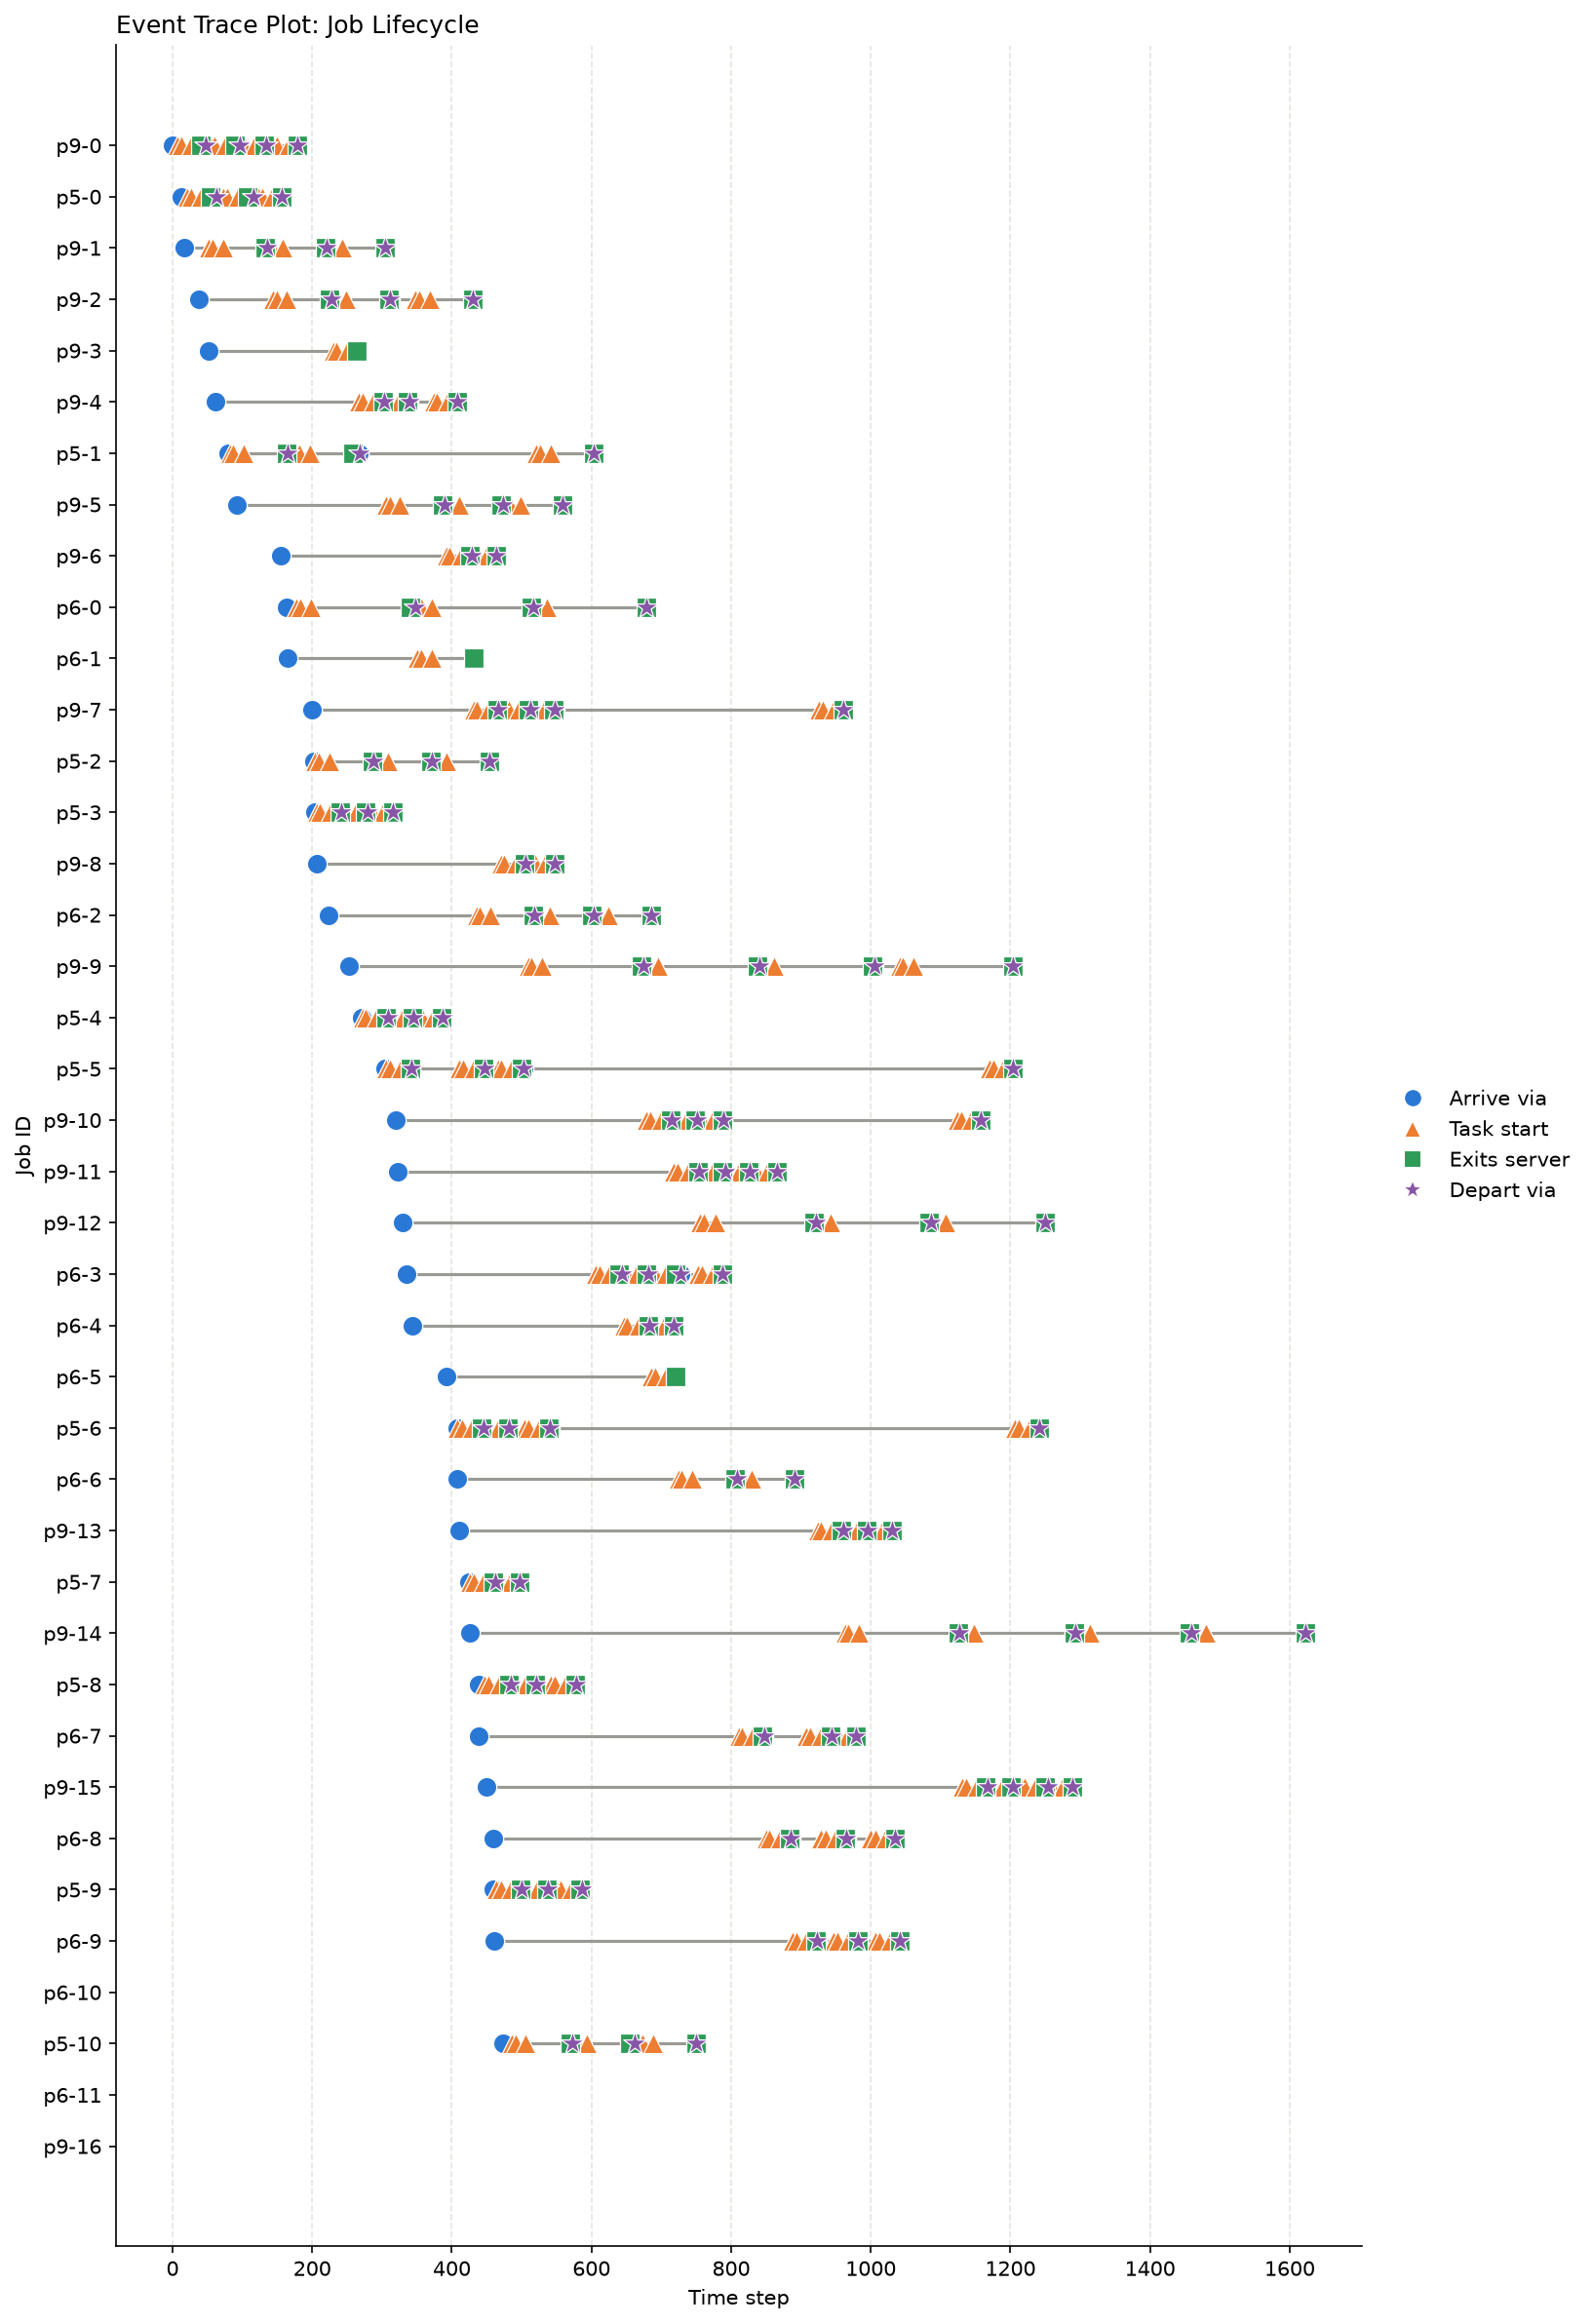 Event Trace Plot: Job Lifecycle
p9-0
p5-0
p9-1
p9-2
p9-3
p9-4
p5-1
p9-5
p9-6
p6-0
p6-1
p9-7
p5-2
p5-3
p9-8
p6-2
p9-9
p5-4
p5-5
p9-10
p9-11
p9-12
p6-3
p6-4
p6-5
p5-6
p6-6
p9-13
p5-7
p9-14
p5-8
p6-7
p9-15
p6-8
p5-9
p6-9
p6-10
p5-10
p6-11
p9-16
Job ID
0 200 400 600 800 1000 1200 1400 1600
Time step
Arrive via
Task start
Exits server
Depart via